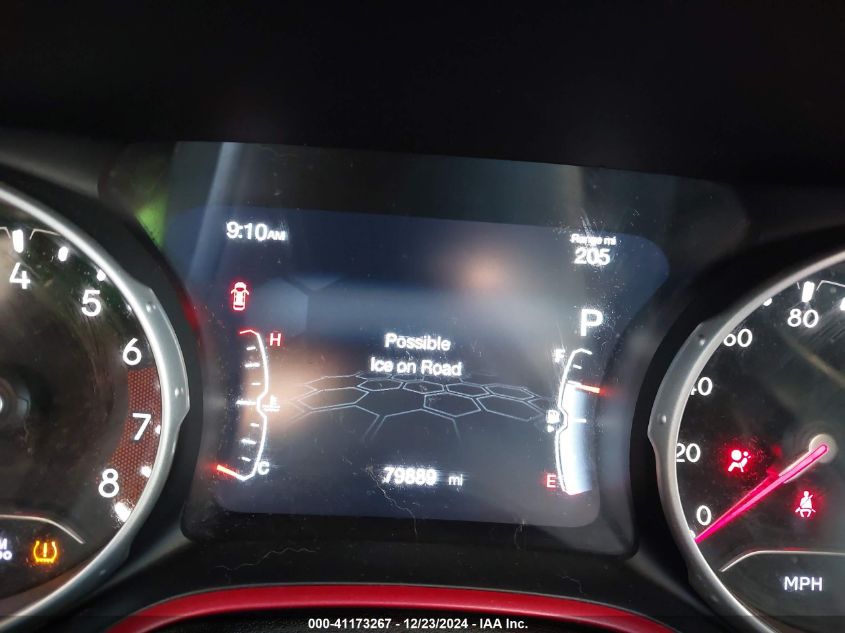 9:10AM
Range mi
205
P
H
Possible
Ice on Road
F
C
79889 mi
E
4
5
6
7
8
80
60
40
20
0
MPH
000-41173267 - 12/23/2024 - IAA Inc.